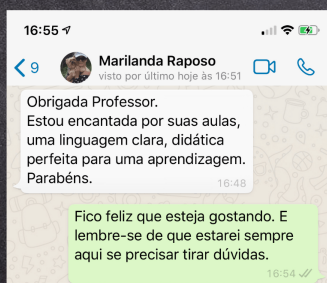 16:55
9
Marilanda Raposo
visto por último hoje às 16:51
Obrigada Professor.
Estou encantada por suas aulas,
uma linguagem clara, didática
perfeita para uma aprendizagem.
Parabéns.
16:48
Fico feliz que esteja gostando. E
lembre-se de que estarei sempre
aqui se precisar tirar dúvidas.
16:54